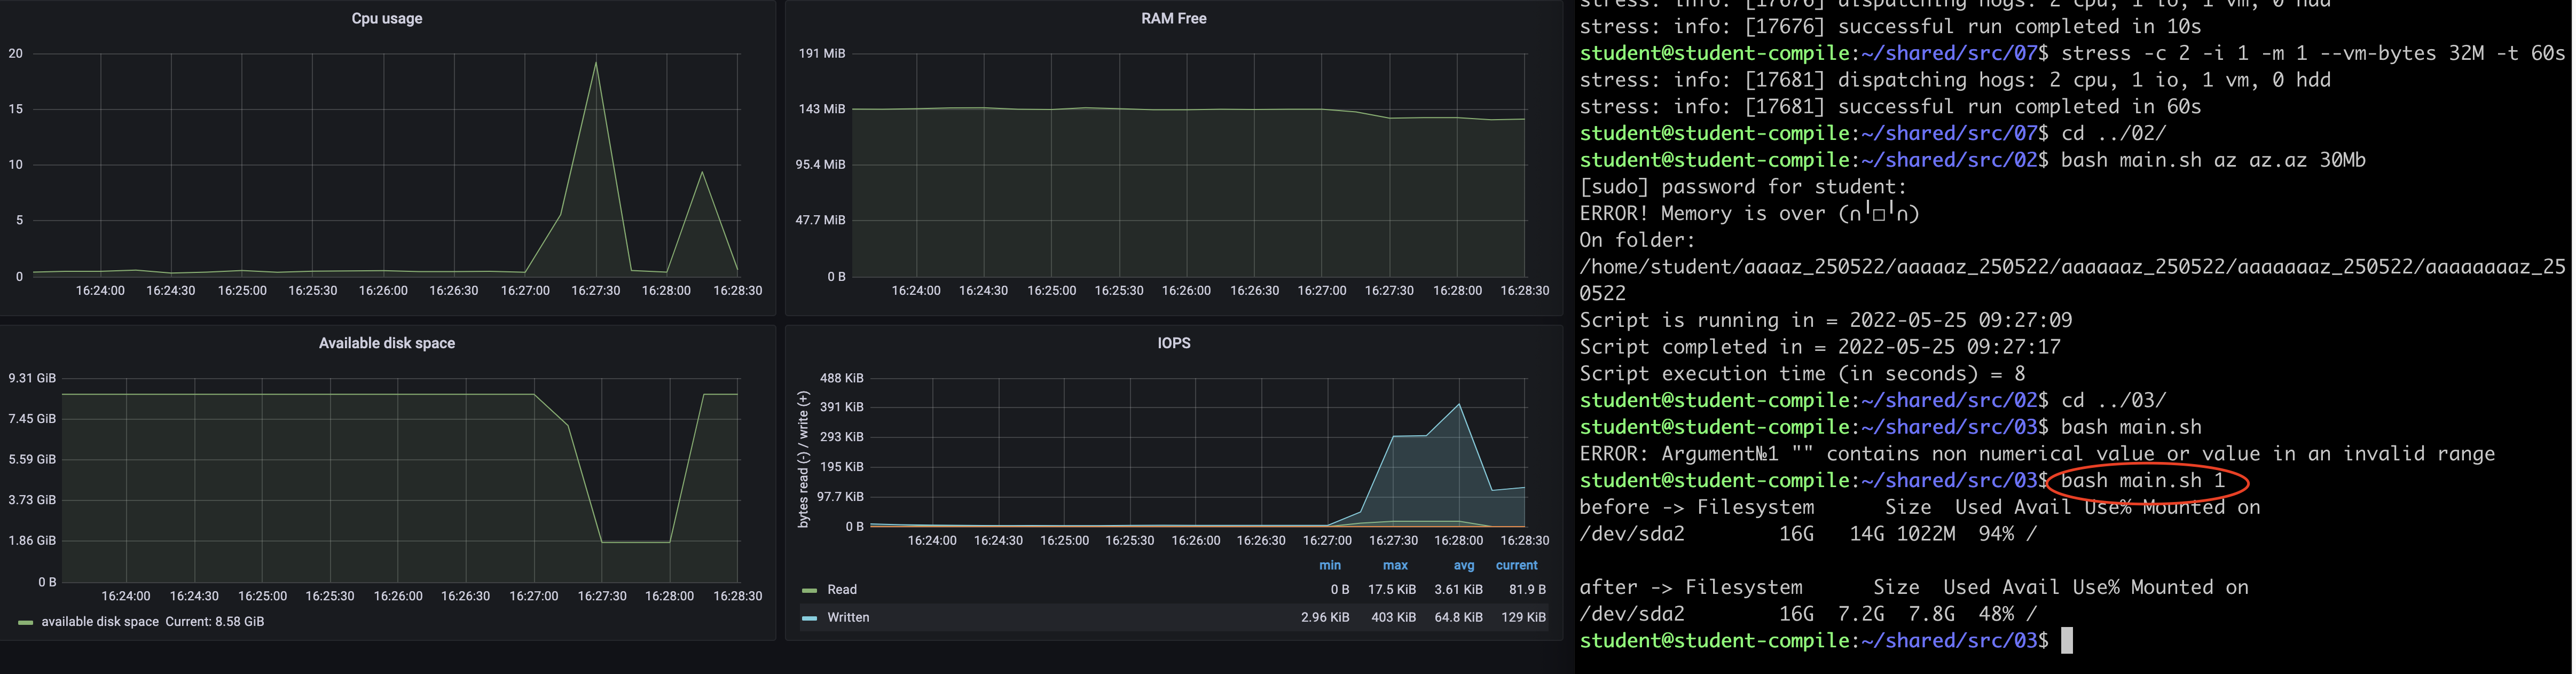 Cpu usage
20
15
10
5
0
16:24:00 16:24:30 16:25:00 16:25:30 16:26:00 16:26:30 16:27:00 16:27:30 16:28:00 16:28:30
RAM Free
191 MiB
143 MiB
95.4 MiB
47.7 MiB
0 B
16:24:00 16:24:30 16:25:00 16:25:30 16:26:00 16:26:30 16:27:00 16:27:30 16:28:00 16:28:30
Available disk space
9.31 GiB
7.45 GiB
5.59 GiB
3.73 GiB
1.86 GiB
0 B
16:24:00 16:24:30 16:25:00 16:25:30 16:26:00 16:26:30 16:27:00 16:27:30 16:28:00 16:28:30
available disk space Current: 8.58 GiB
IOPS
bytes read (-) / write (+)
488 KiB
391 KiB
293 KiB
195 KiB
97.7 KiB
0 B
16:24:00 16:24:30 16:25:00 16:25:30 16:26:00 16:26:30 16:27:00 16:27:30 16:28:00 16:28:30
min max avg current
Read 0 B 17.5 KiB 3.61 KiB 81.9 B
Written 2.96 KiB 403 KiB 64.8 KiB 129 KiB
stress: info: [17676] dispatching hogs: 2 cpu, 1 io, 1 vm, 0 hdd
stress: info: [17676] successful run completed in 10s
student@student-compile:~/shared/src/07$ stress -c 2 -i 1 -m 1 --vm-bytes 32M -t 60s
stress: info: [17681] dispatching hogs: 2 cpu, 1 io, 1 vm, 0 hdd
stress: info: [17681] successful run completed in 60s
student@student-compile:~/shared/src/07$ cd ../02/
student@student-compile:~/shared/src/02$ bash main.sh az az.az 30Mb
[sudo] password for student:
ERROR! Memory is over (∩╹□╹∩)
On folder:
/home/student/aaaaz_250522/aaaaaz_250522/aaaaaaz_250522/aaaaaaaz_250522/aaaaaaaaz_25
0522
Script is running in = 2022-05-25 09:27:09
Script completed in = 2022-05-25 09:27:17
Script execution time (in seconds) = 8
student@student-compile:~/shared/src/02$ cd ../03/
student@student-compile:~/shared/src/03$ bash main.sh
ERROR: Argument№1 "" contains non numerical value or value in an invalid range
student@student-compile:~/shared/src/03$ bash main.sh 1
before -> Filesystem Size Used Avail Use% Mounted on
/dev/sda2 16G 14G 1022M 94% /
after -> Filesystem Size Used Avail Use% Mounted on
/dev/sda2 16G 7.2G 7.8G 48% /
student@student-compile:~/shared/src/03$